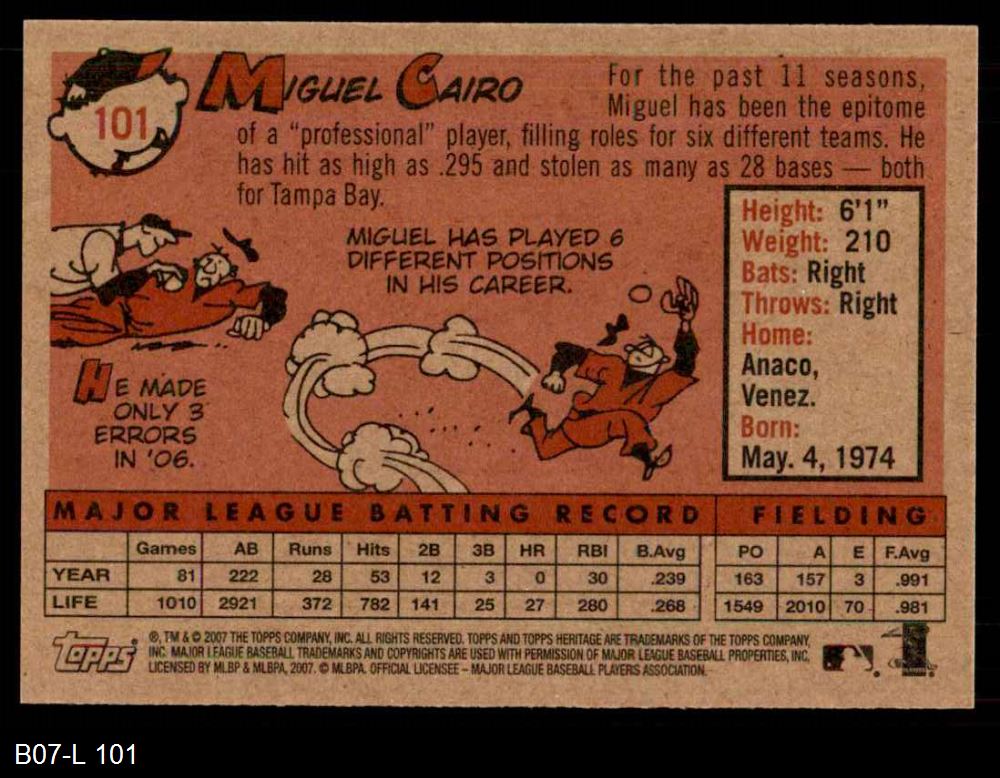 101
MIGUEL CAIRO
For the past 11 seasons,
Miguel has been the epitome
of a "professional" player, filling roles for six different teams. He
has hit as high as .295 and stolen as many as 28 bases — both
for Tampa Bay.
MIGUEL HAS PLAYED 6
DIFFERENT POSITIONS
IN HIS CAREER.
HE MADE
ONLY 3
ERRORS
IN '06.
Height: 6'1"
Weight: 210
Bats: Right
Throws: Right
Home:
Anaco,
Venez.
Born:
May. 4, 1974
MAJOR LEAGUE BATTING RECORD FIELDING
Games AB Runs Hits 2B 3B HR RBI B.Avg PO A E F.Avg
YEAR 81 222 28 53 12 3 0 30 .239 163 157 3 .991
LIFE 1010 2921 372 782 141 25 27 280 .268 1549 2010 70 .981
Topps
®, TM & © 2007 THE TOPPS COMPANY, INC. ALL RIGHTS RESERVED. TOPPS AND TOPPS HERITAGE ARE TRADEMARKS OF THE TOPPS COMPANY,
INC. MAJOR LEAGUE BASEBALL TRADEMARKS AND COPYRIGHTS ARE USED WITH PERMISSION OF MAJOR LEAGUE BASEBALL PROPERTIES, INC.
LICENSED BY MLBP & MLBPA, 2007. © MLBPA. OFFICIAL LICENSEE – MAJOR LEAGUE BASEBALL PLAYERS ASSOCIATION.
B07-L 101